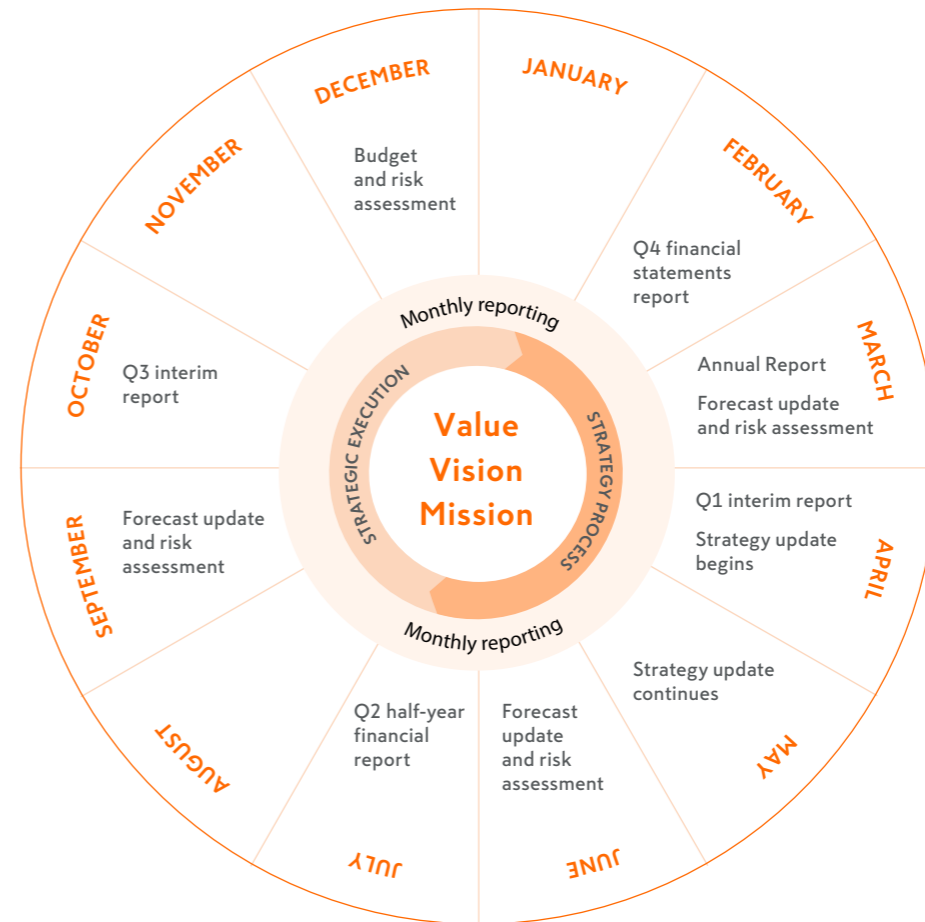 JANUARY
FEBRUARY
Q4 financial
statements
report
MARCH
Annual Report
Forecast update
and risk assessment
APRIL
Q1 interim report
Strategy update
begins
MAY
Strategy update
continues
JUNE
Forecast
update
and risk
assessment
JULY
Q2 half-year
financial
report
AUGUST
SEPTEMBER
Forecast update
and risk
assessment
OCTOBER
Q3 interim
report
NOVEMBER
DECEMBER
Budget
and risk
assessment
Monthly reporting
STRATEGIC EXECUTION
STRATEGY PROCESS
Value
Vision
Mission
Monthly reporting